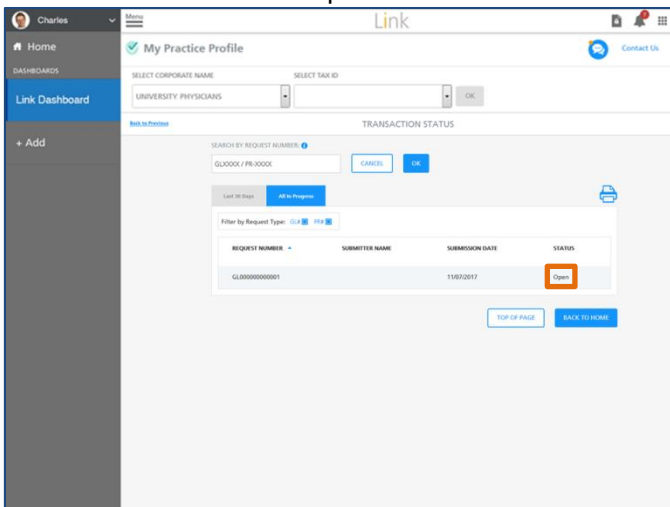 Charles
Menu
Link
Home
My Practice Profile
Contact Us
DASHBOARDS
SELECT CORPORATE NAME
SELECT TAX ID
Link Dashboard
UNIVERSITY PHYSICIANS
OK
Back to Previous
TRANSACTION STATUS
+ Add
SEARCH BY REQUEST NUMBER:
GLXXXX / PR-XXXX
CANCEL
OK
Last 30 Days
All In Progress
Filter by Request Type: GL# PR#
REQUEST NUMBER
SUBMITTER NAME
SUBMISSION DATE
STATUS
GL000000000001
11/07/2017
Open
TOP OF PAGE
BACK TO HOME